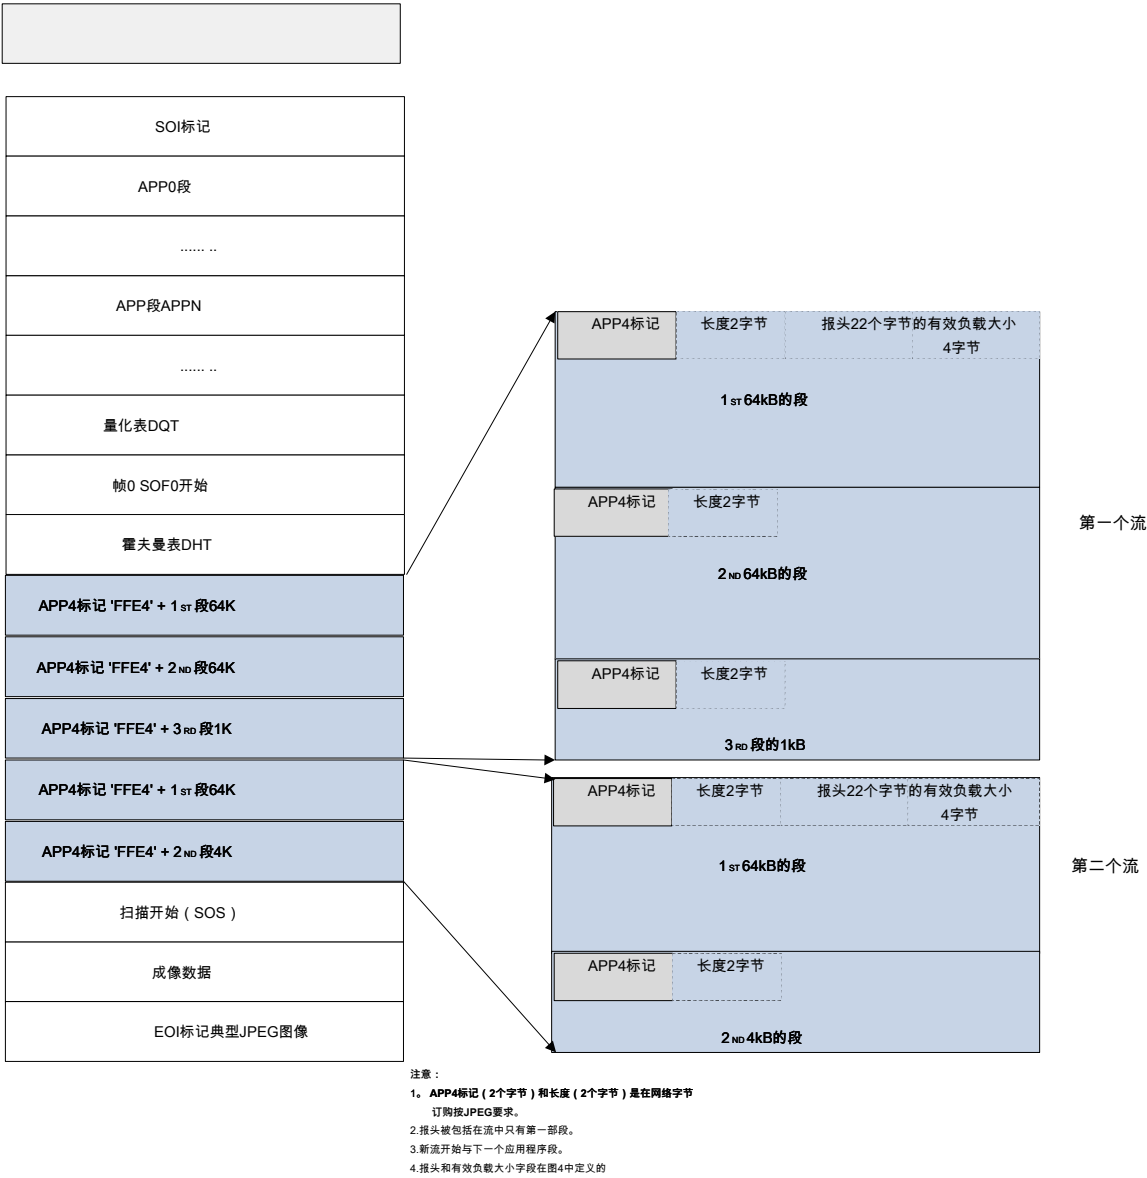 SOI标记
APP0段
...... ..
APP段APPN
...... ..
量化表DQT
帧0 SOF0开始
霍夫曼表DHT
APP4标记 'FFE4' + 1 ST 段64K
APP4标记 'FFE4' + 2 ND 段64K
APP4标记 'FFE4' + 3 RD 段1K
APP4标记 'FFE4' + 1 ST 段64K
APP4标记 'FFE4' + 2 ND 段4K
扫描开始（SOS）
成像数据
EOI标记典型JPEG图像
APP4标记 长度2字节 报头22个字节的有效负载大小
4字节
1 ST 64kB的段
APP4标记 长度2字节
2 ND 64kB的段
APP4标记 长度2字节
3 RD 段的1kB
第一个流
APP4标记 长度2字节 报头22个字节的有效负载大小
4字节
1 ST 64kB的段
APP4标记 长度2字节
2 ND 4kB的段
第二个流
注意：
1。 APP4标记（2个字节）和长度（2个字节）是在网络字节
订购按JPEG要求。
2.报头被包括在流中只有第一部段。
3.新流开始与下一个应用程序段。
4.报头和有效负载大小字段在图4中定义的